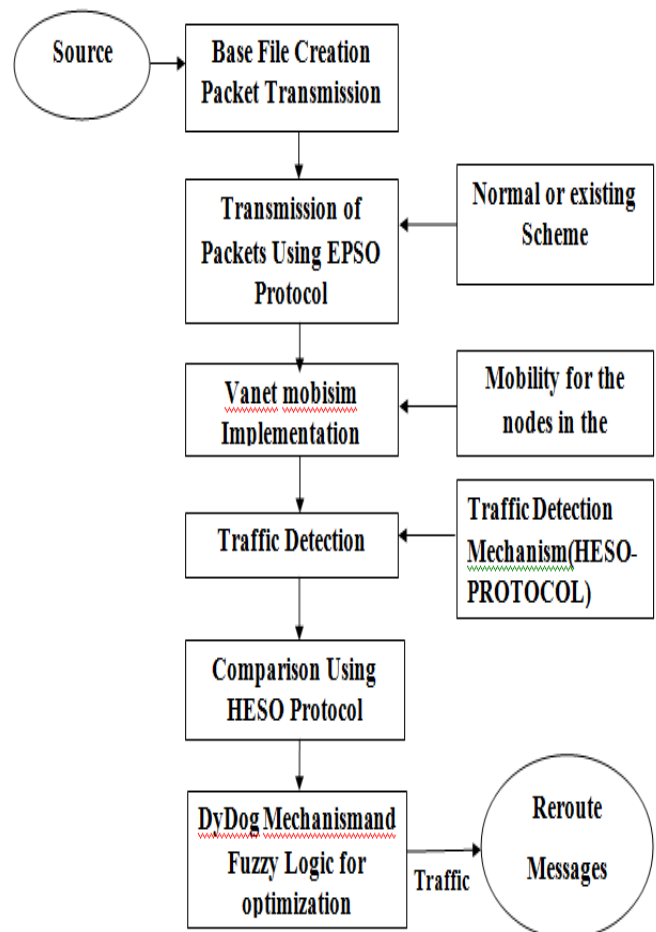 Source
Base File Creation
Packet Transmission
Transmission of
Packets Using EPSO
Protocol
Normal or existing
Scheme
Vanet mobisim
Implementation
Mobility for the
nodes in the
Traffic Detection
Traffic Detection
Mechanism(HESO-
PROTOCOL)
Comparison Using
HESO Protocol
DyDog Mechanismand
Fuzzy Logic for
optimization
Traffic
Reroute
Messages